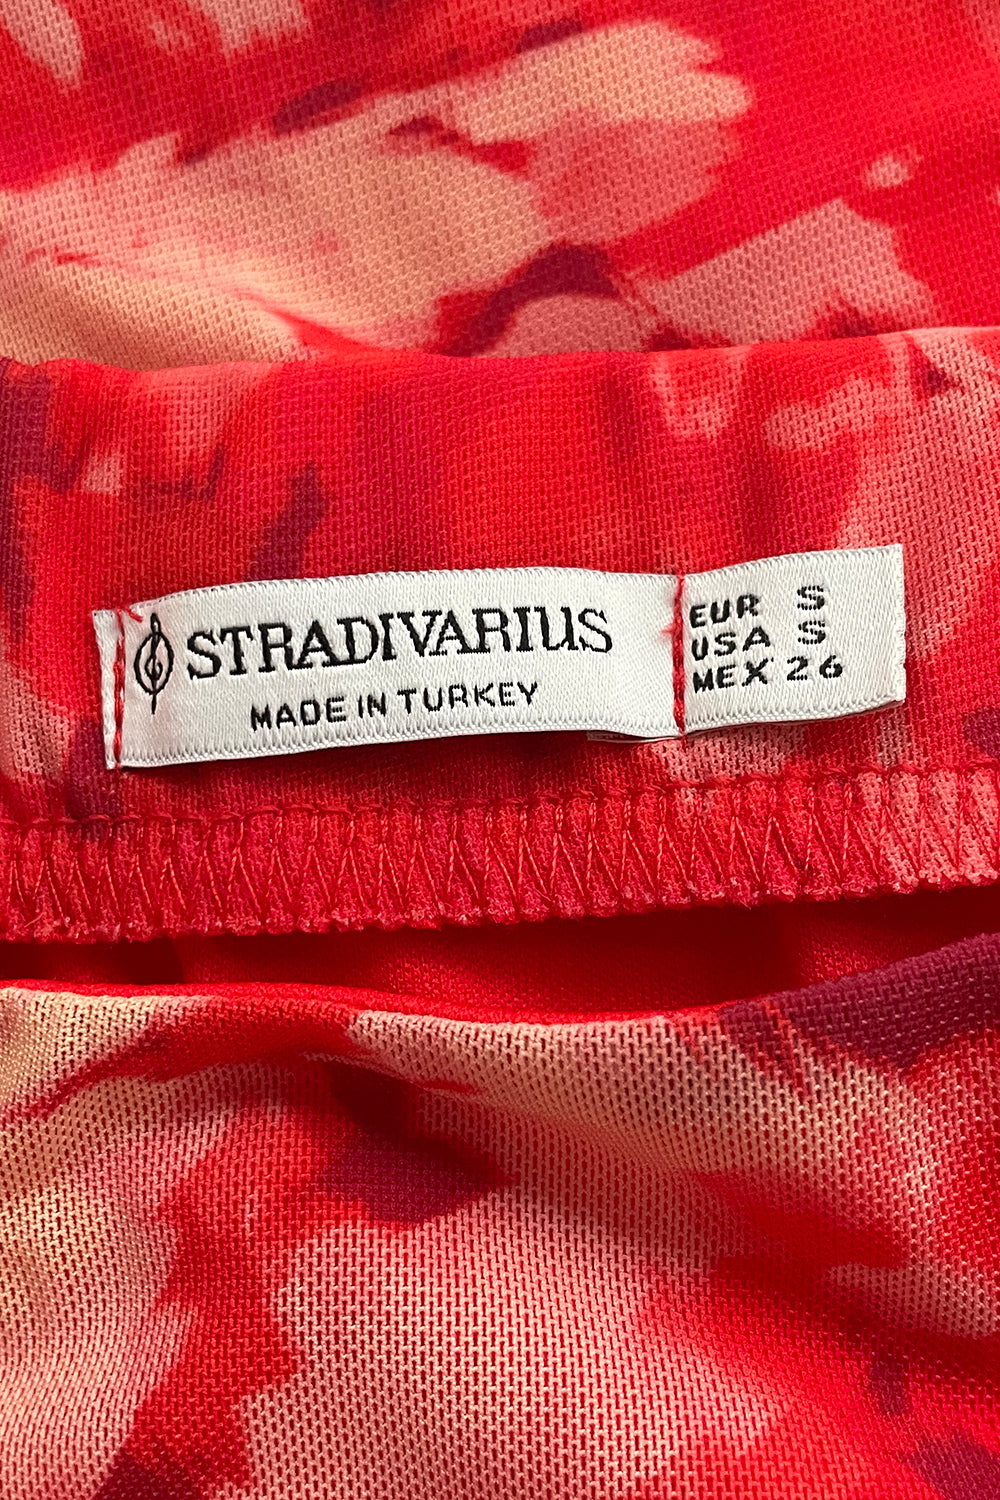 STRADIVARIUS
MADE IN TURKEY
EUR S
USA S
MEX 26